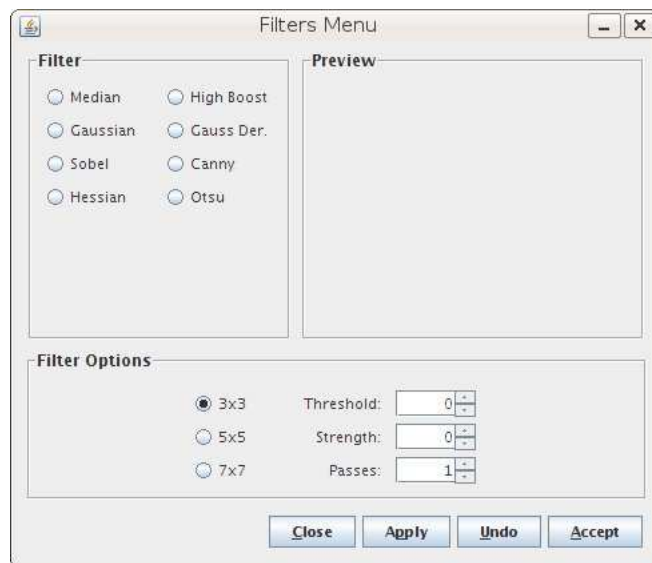 Filters Menu
Filter
Preview
Median
High Boost
Gaussian
Gauss Der.
Sobel
Canny
Hessian
Otsu
Filter Options
3x3
Threshold: 0
5x5
Strength: 0
7x7
Passes: 1
Close
Apply
Undo
Accept